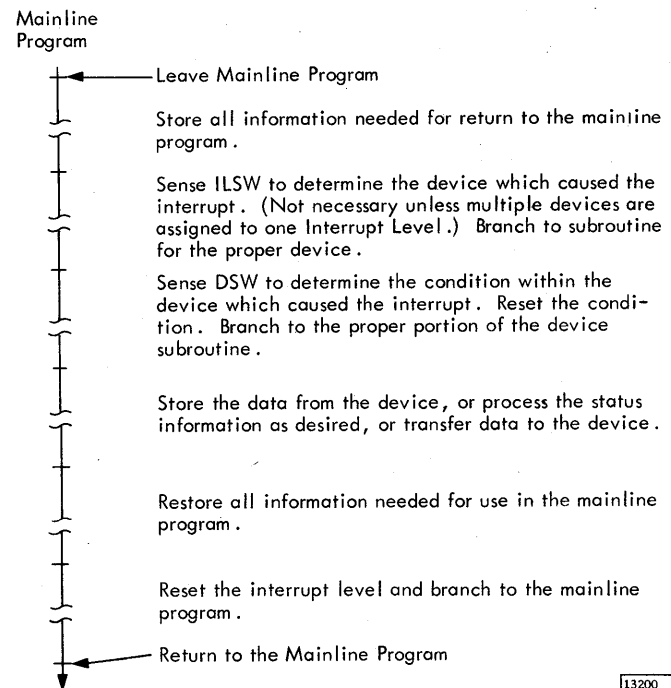 Mainline
Program
Leave Mainline Program
Store all information needed for return to the mainline
program.
Sense ILSW to determine the device which caused the
interrupt. (Not necessary unless multiple devices are
assigned to one Interrupt Level.) Branch to subroutine
for the proper device.
Sense DSW to determine the condition within the
device which caused the interrupt. Reset the condi-
tion. Branch to the proper portion of the device
subroutine.
Store the data from the device, or process the status
information as desired, or transfer data to the device.
Restore all information needed for use in the mainline
program.
Reset the interrupt level and branch to the mainline
program.
Return to the Mainline Program
13200